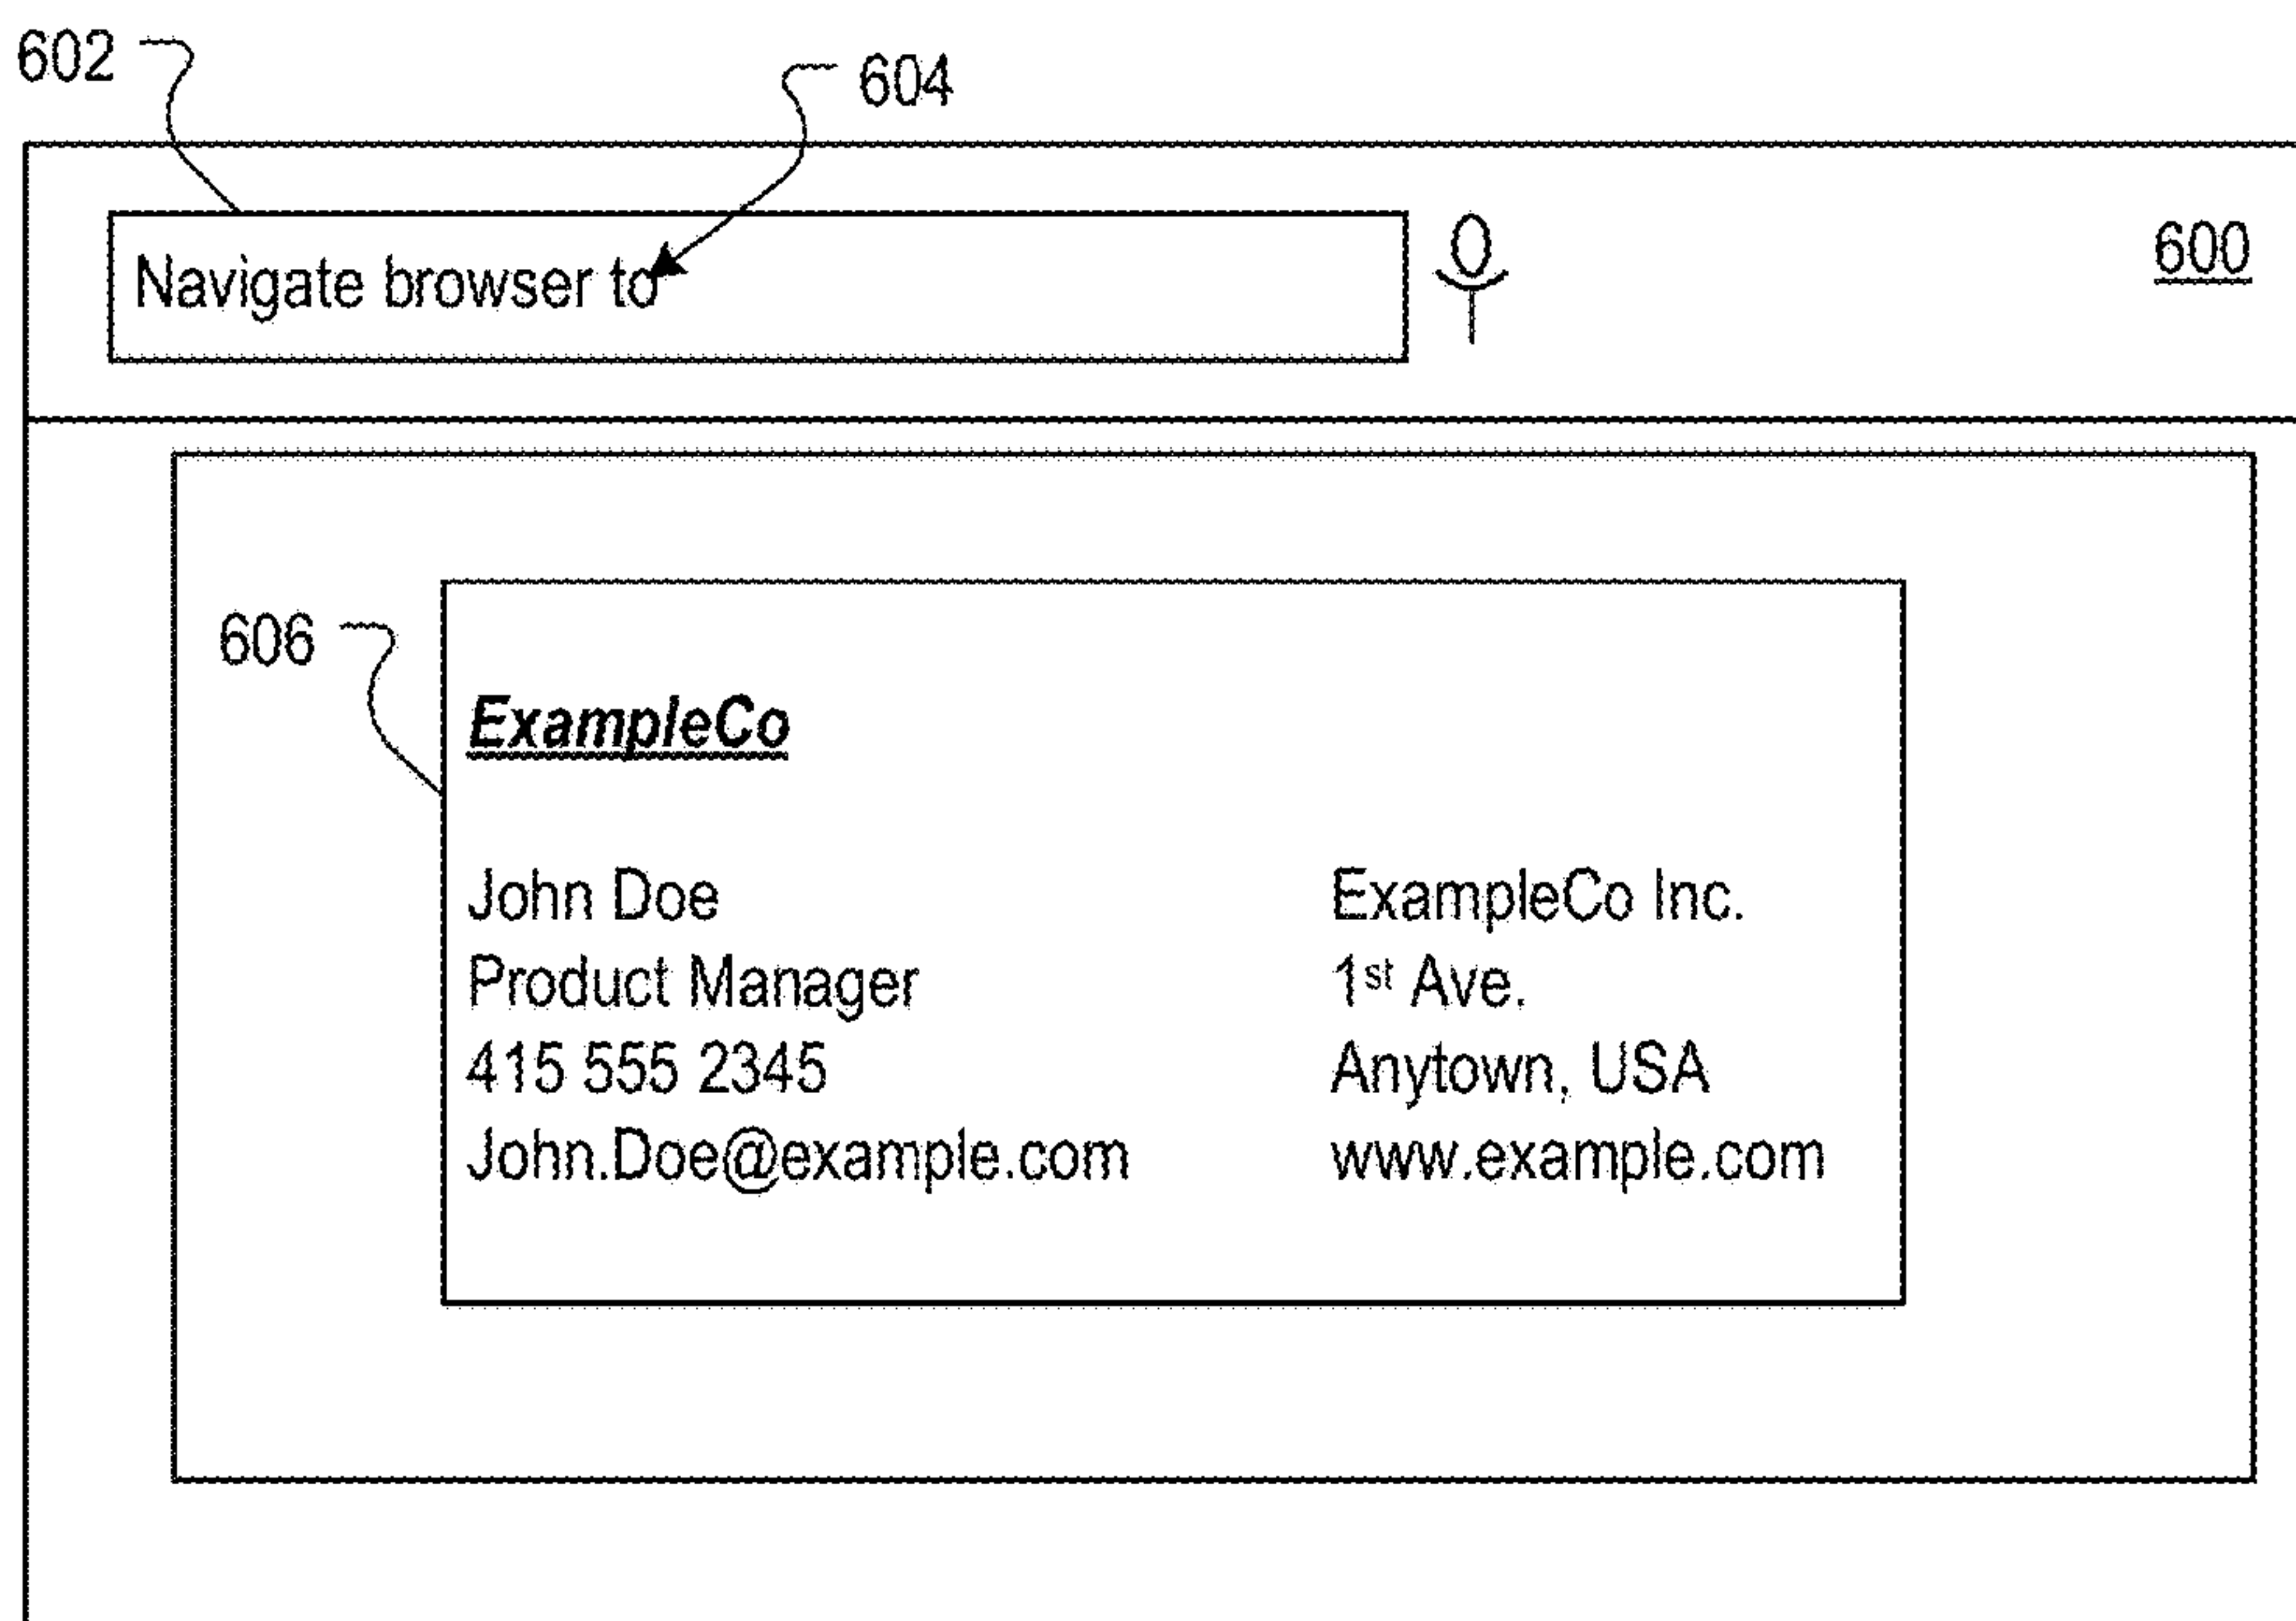 602
604
Navigate browser to
600
606
ExampleCo
John Doe
Product Manager
415 555 2345
John.Doe@example.com
ExampleCo Inc.
1st Ave.
Anytown, USA
www.example.com